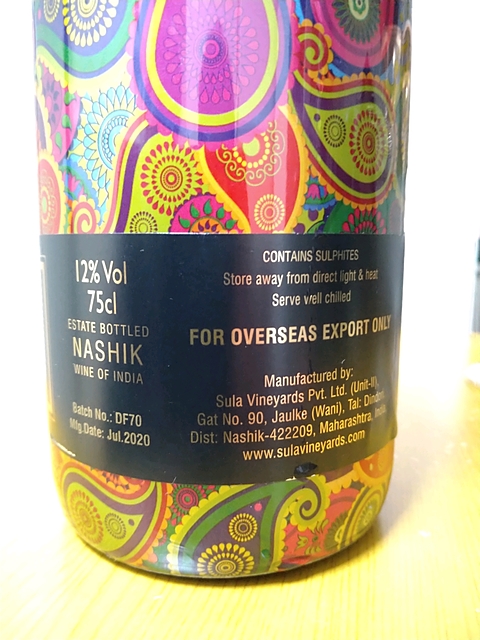 12% Vol
75cl
ESTATE BOTTLED
NASHIK
WINE OF INDIA
Batch No.: DF70
Mfg.Date: Jul.2020
CONTAINS SULPHITES
Store away from direct light & heat
Serve well chilled
FOR OVERSEAS EXPORT ONLY
Manufactured by:
Sula Vineyards Pvt. Ltd. (Unit-II),
Gat No. 90, Jaulke (Wani), Tal:
Dist: Nashik-422209, Maharashtra, India
www.sulavineyards.com